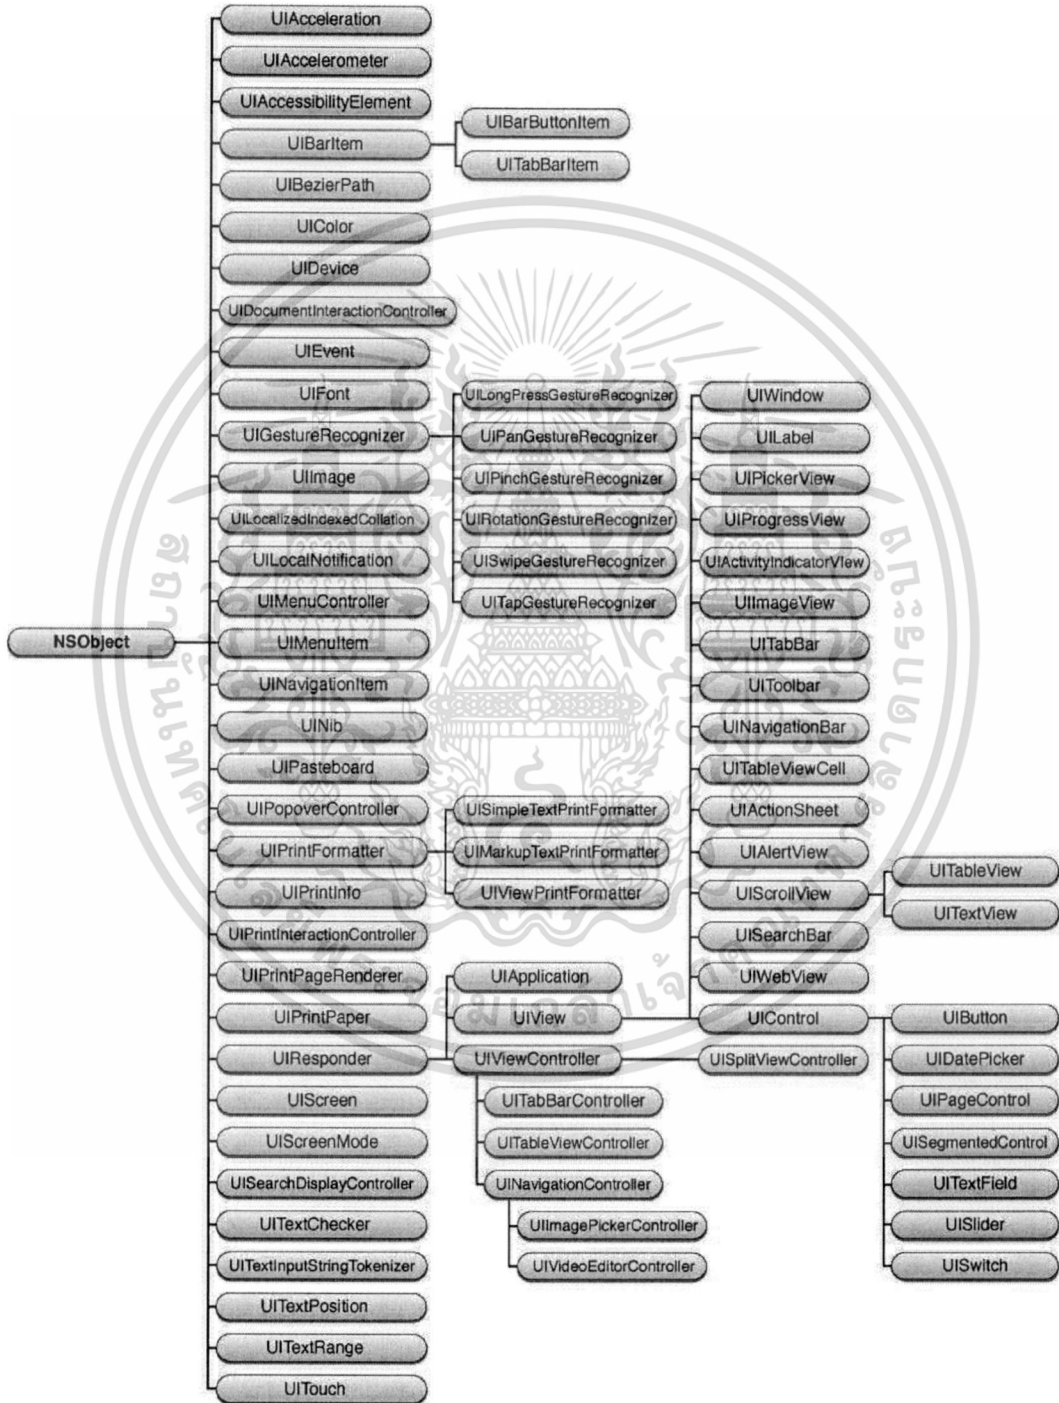 UIAcceleration
UIAccelerometer
UIAccessibilityElement
UIBarItem
UIBarButtonItem
UITabBarItem
UIBezierPath
UIColor
UIDevice
UIDocumentInteractionController
UIEvent
UIFont
UIGestureRecognizer
UIImage
UILocalizedIndexedCollation
UILocalNotification
UIMenuController
UIMenuItem
UINavigationItem
UINib
UIPasteboard
UIPopoverController
UIPrintFormatter
UIPrintInfo
UIPrintInteractionController
UIPrintPageRenderer
UIPrintPaper
UIResponder
UIScreen
UIScreenMode
UISearchDisplayController
UITextChecker
UITextInputStringTokenizer
UITextPosition
UITextRange
UITouch
NSObject
UILongPressGestureRecognizer
UIPanGestureRecognizer
UIPinchGestureRecognizer
UIRotationGestureRecognizer
UISwipeGestureRecognizer
UITapGestureRecognizer
UISimpleTextPrintFormatter
UIMarkupTextPrintFormatter
UIViewPrintFormatter
UIApplication
UIView
UIViewController
UITabBarController
UITableViewController
UINavigationController
UIImagePickerController
UIVideoEditorController
UIWindow
UILabel
UIPickerView
UIProgressView
UIActivityIndicatorView
UIImageView
UITabBar
UIToolbar
UINavigationBar
UITableViewCell
UIActionSheet
UIAlertView
UIScrollView
UISearchBar
UIWebView
UIControl
UISplitViewController
UITableView
UITextView
UIButton
UIDatePicker
UIPageControl
UISegmentedControl
UITextField
UISlider
UISwitch